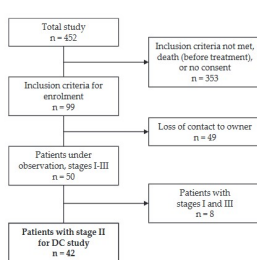 Total study
n = 452
Inclusion criteria not met,
death (before treatment),
or no consent
n = 353
Inclusion criteria for
enrolment
n = 99
Loss of contact to owner
n = 49
Patients under
observation, stages I-III
n = 50
Patients with
stages I and III
n = 8
Patients with stage II
for DC study
n = 42